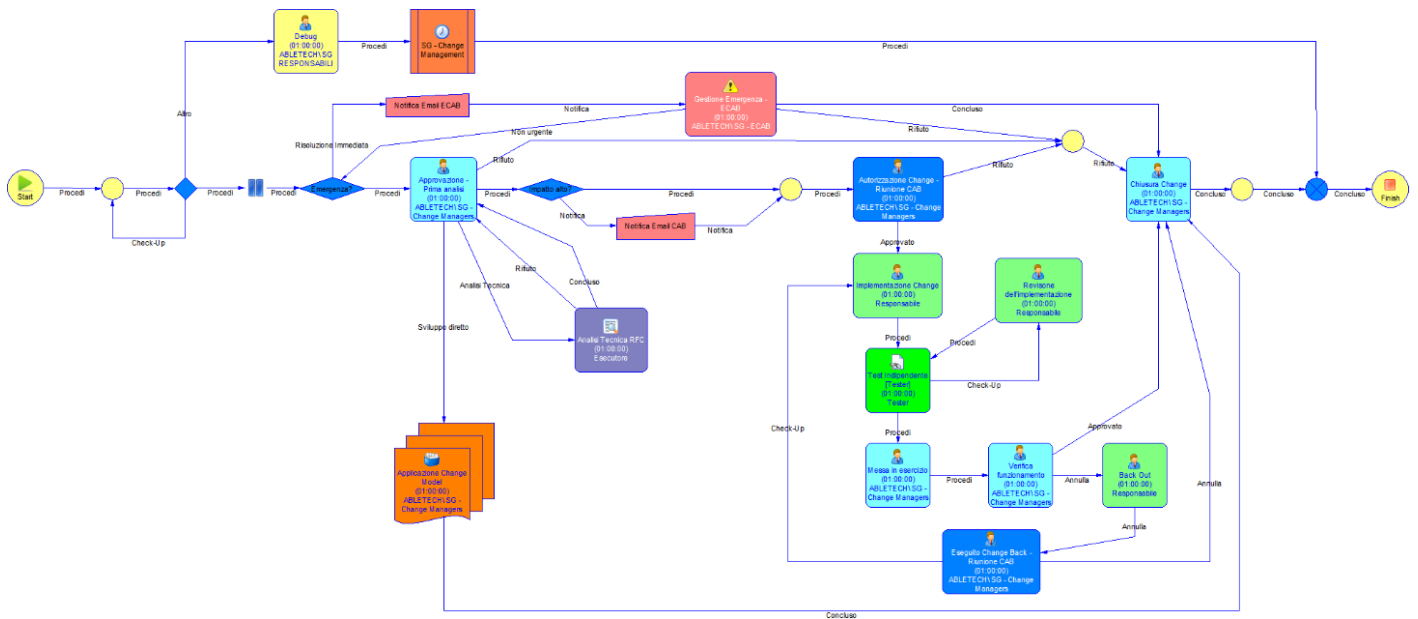 Debug
(01:00:00)
ABLETECH\SG
RESPONSABILI
Procedi
SG - Change
Management
Procedi
Altro
Notifica Email ECAB
Notifica
Gestione Emergenza -
ECAB
(01:00:00)
ABLETECH\SG - ECAB
Concluso
Rifiuto
Non urgente
Risoluzione Immediata
Start
Procedi
Procedi
Check-Up
Procedi
Procedi
Emergenza?
Procedi
Approvazione -
Prima analisi
(01:00:00)
ABLETECH\SG -
Change Managers
Rifiuto
Procedi
Impatto alto?
Procedi
Notifica
Notifica Email CAB
Notifica
Procedi
Autorizzazione Change -
Riunione CAB
(01:00:00)
ABLETECH\SG - Change
Managers
Rifiuto
Rifiuto
Chiusura Change
(01:00:00)
ABLETECH\SG -
Change Managers
Concluso
Concluso
Concluso
Finish
Approvato
Analisi Tecnica
Rifiuto
Concluso
Analisi Tecnica RFC
(01:00:00)
Esecutore
Sviluppo diretto
Implementazione Change
(01:00:00)
Responsabile
Revisone
dell'implementazione
(01:00:00)
Responsabile
Procedi
Procedi
Test Indipendente
[Tester]
(01:00:00)
Tester
Check-Up
Check-Up
Procedi
Approvato
Applicazione Change
Model
(01:00:00)
ABLETECH\SG -
Change Managers
Messa in esercizio
(01:00:00)
ABLETECH\SG -
Change Managers
Procedi
Verifica
funzionamento
(01:00:00)
ABLETECH\SG -
Change Managers
Annulla
Back Out
(01:00:00)
Responsabile
Annulla
Annulla
Eseguito Change Back -
Riunione CAB
(01:00:00)
ABLETECH\SG - Change
Managers
Concluso